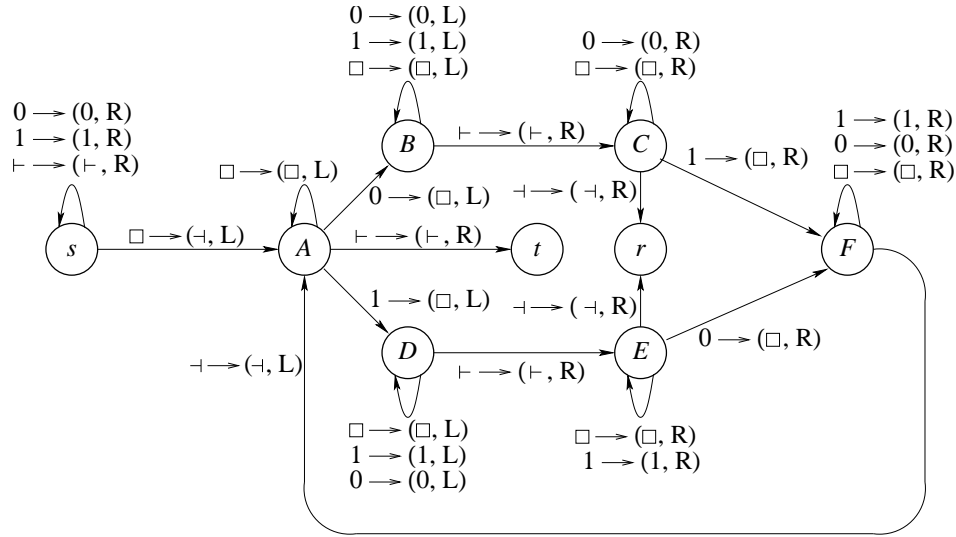 0 ⟶ (0, L)
1 ⟶ (1, L)
□ ⟶ (□, L)
0 ⟶ (0, R)
□ ⟶ (□, R)
0 ⟶ (0, R)
1 ⟶ (1, R)
⊢ ⟶ (⊢, R)
1 ⟶ (1, R)
0 ⟶ (0, R)
□ ⟶ (□, R)
□ ⟶ (□, L)
B
⊢ ⟶ (⊢, R)
C
1 ⟶ (□, R)
0 ⟶ (□, L)
⊣ ⟶ (⊣, R)
s
□ ⟶ (⊣, L)
A
⊢ ⟶ (⊢, R)
t
r
F
1 ⟶ (□, L)
⊣ ⟶ (⊣, R)
⊣ ⟶ (⊣, L)
D
⊢ ⟶ (⊢, R)
E
0 ⟶ (□, R)
□ ⟶ (□, L)
1 ⟶ (1, L)
0 ⟶ (0, L)
□ ⟶ (□, R)
1 ⟶ (1, R)